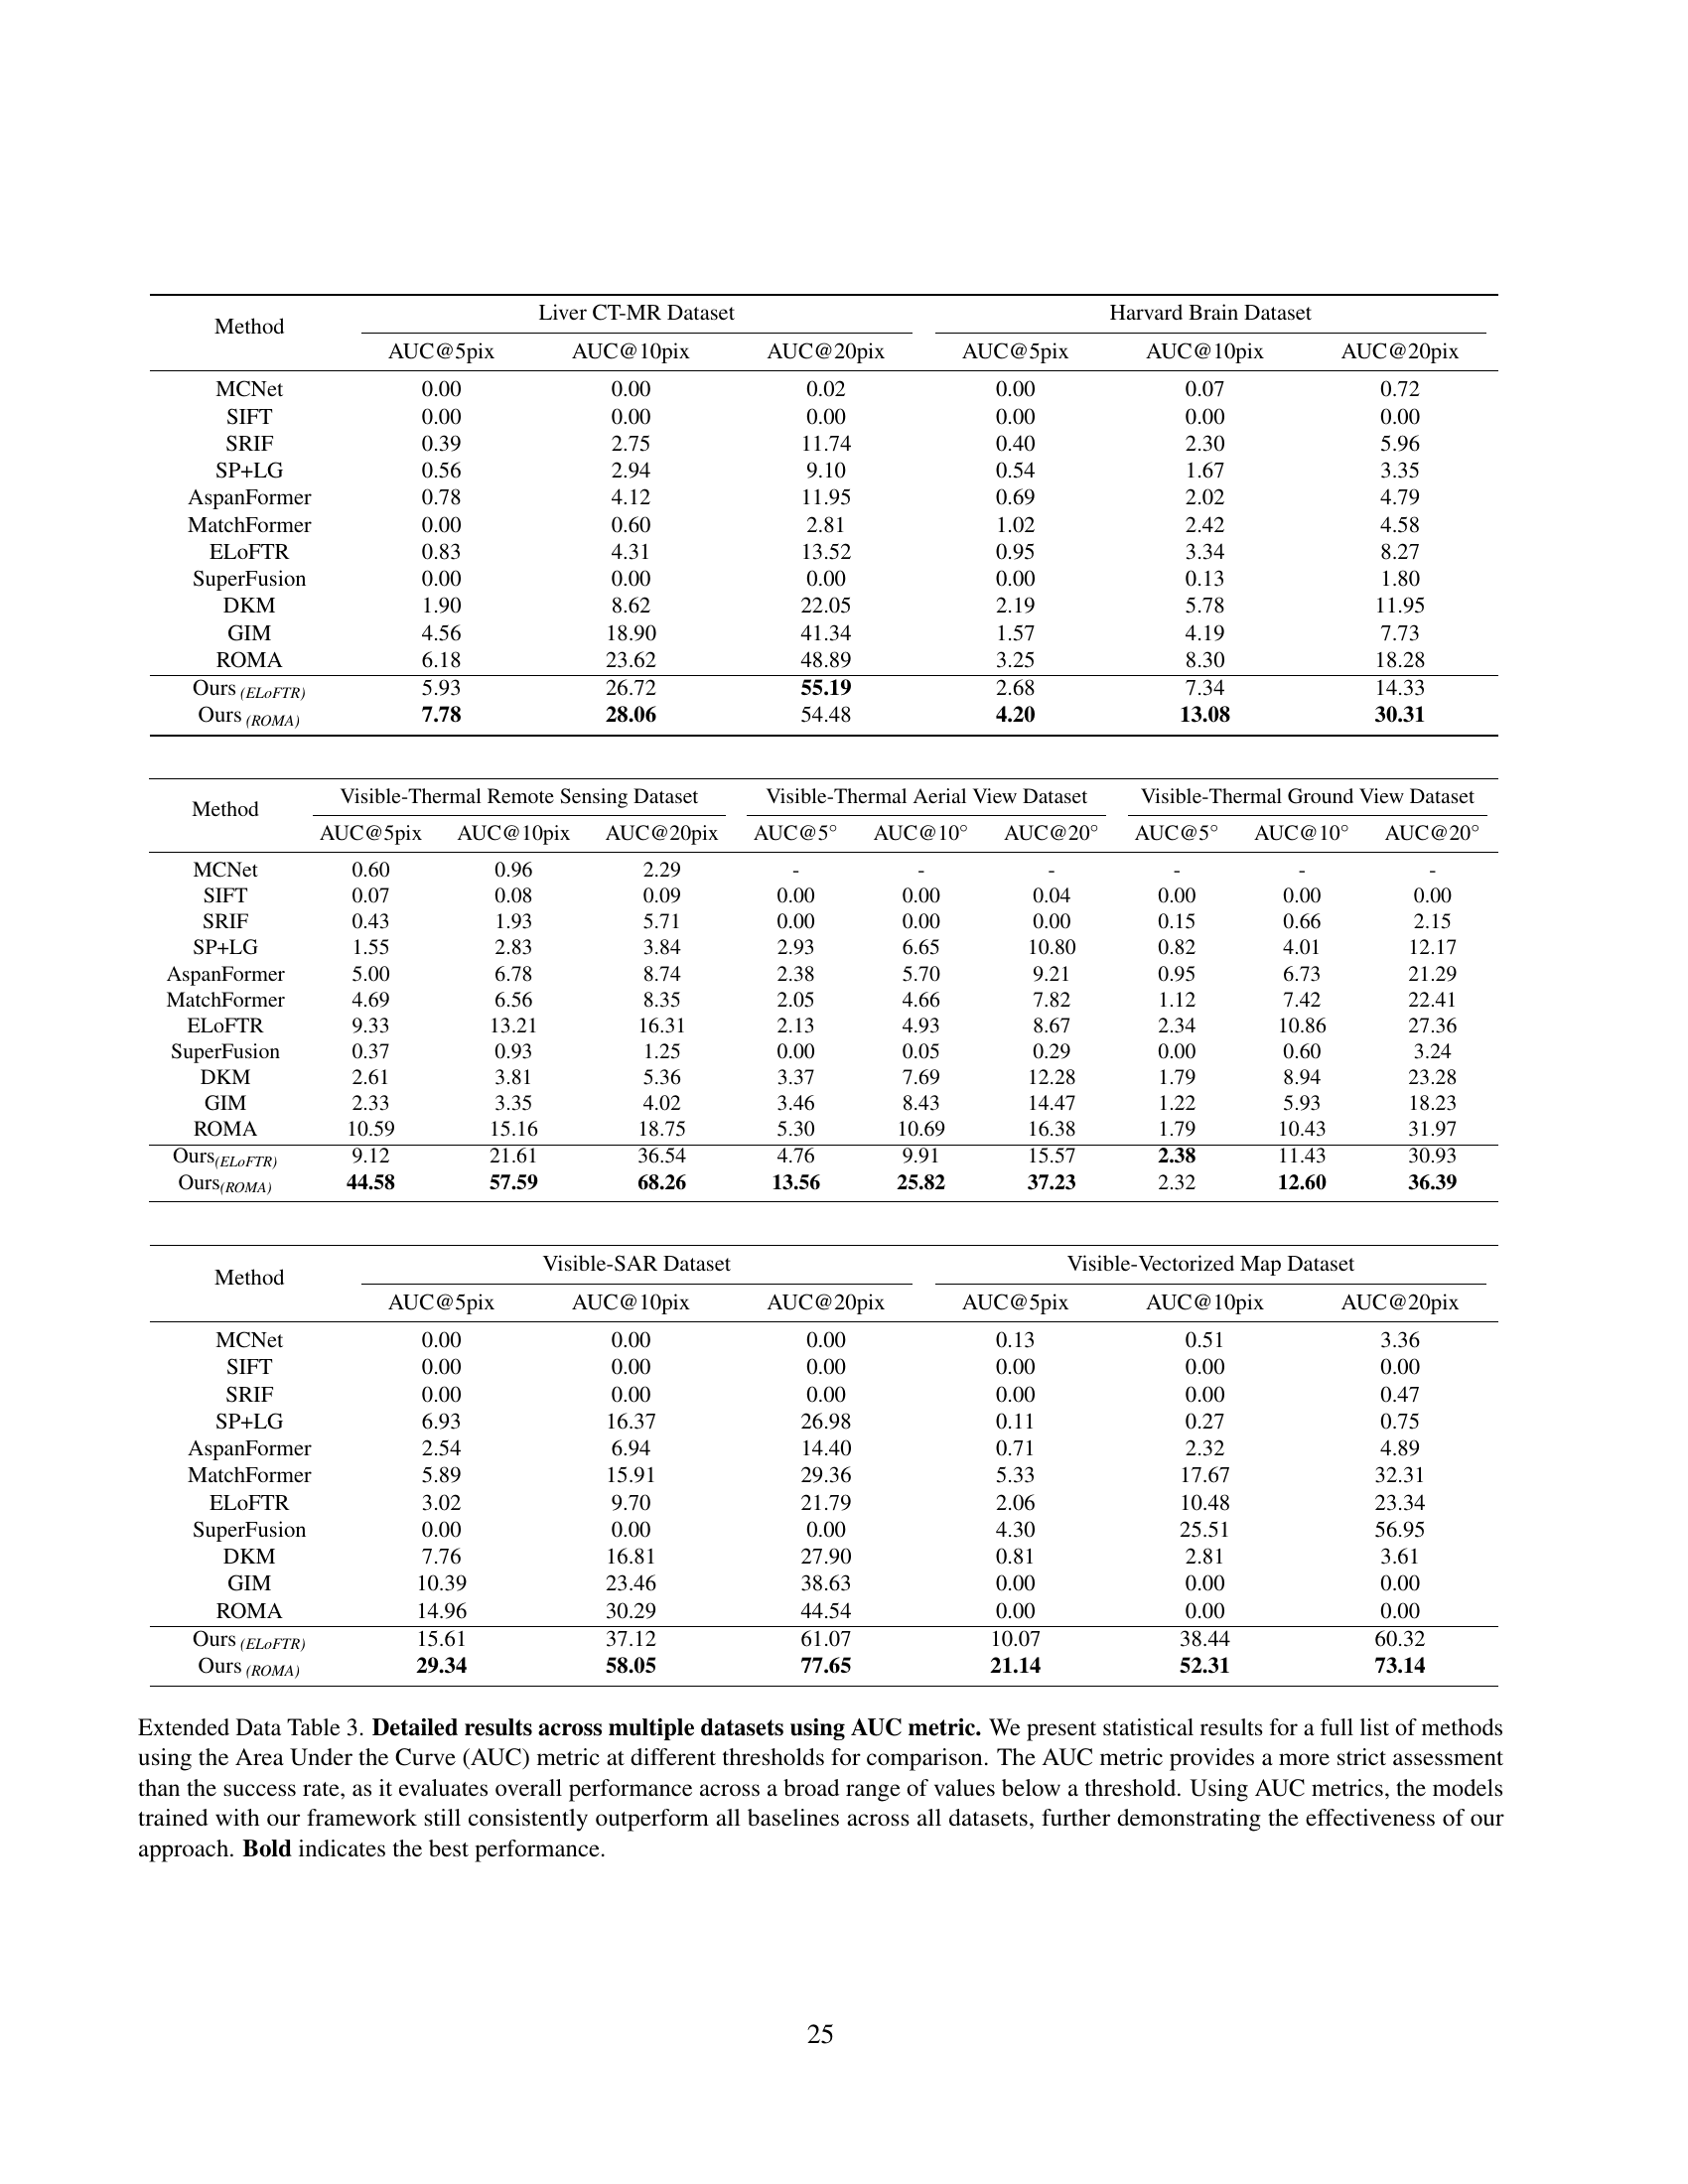 Method Liver CT-MR Dataset Harvard Brain Dataset
AUC@5pix AUC@10pix AUC@20pix AUC@5pix AUC@10pix AUC@20pix
MCNet 0.00 0.00 0.02 0.00 0.07 0.72
SIFT 0.00 0.00 0.00 0.00 0.00 0.00
SRIF 0.39 2.75 11.74 0.40 2.30 5.96
SP+LG 0.56 2.94 9.10 0.54 1.67 3.35
AspanFormer 0.78 4.12 11.95 0.69 2.02 4.79
MatchFormer 0.00 0.60 2.81 1.02 2.42 4.58
ELoFTR 0.83 4.31 13.52 0.95 3.34 8.27
SuperFusion 0.00 0.00 0.00 0.00 0.13 1.80
DKM 1.90 8.62 22.05 2.19 5.78 11.95
GIM 4.56 18.90 41.34 1.57 4.19 7.73
ROMA 6.18 23.62 48.89 3.25 8.30 18.28
Ours (ELoFTR) 5.93 26.72 55.19 2.68 7.34 14.33
Ours (ROMA) 7.78 28.06 54.48 4.20 13.08 30.31
Method Visible-Thermal Remote Sensing Dataset Visible-Thermal Aerial View Dataset Visible-Thermal Ground View Dataset
AUC@5pix AUC@10pix AUC@20pix AUC@5° AUC@10° AUC@20° AUC@5° AUC@10° AUC@20°
MCNet 0.60 0.96 2.29 - - - - - -
SIFT 0.07 0.08 0.09 0.00 0.00 0.04 0.00 0.00 0.00
SRIF 0.43 1.93 5.71 0.00 0.00 0.00 0.15 0.66 2.15
SP+LG 1.55 2.83 3.84 2.93 6.65 10.80 0.82 4.01 12.17
AspanFormer 5.00 6.78 8.74 2.38 5.70 9.21 0.95 6.73 21.29
MatchFormer 4.69 6.56 8.35 2.05 4.66 7.82 1.12 7.42 22.41
ELoFTR 9.33 13.21 16.31 2.13 4.93 8.67 2.34 10.86 27.36
SuperFusion 0.37 0.93 1.25 0.00 0.05 0.29 0.00 0.60 3.24
DKM 2.61 3.81 5.36 3.37 7.69 12.28 1.79 8.94 23.28
GIM 2.33 3.35 4.02 3.46 8.43 14.47 1.22 5.93 18.23
ROMA 10.59 15.16 18.75 5.30 10.69 16.38 1.79 10.43 31.97
Ours(ELoFTR) 9.12 21.61 36.54 4.76 9.91 15.57 2.38 11.43 30.93
Ours(ROMA) 44.58 57.59 68.26 13.56 25.82 37.23 2.32 12.60 36.39
Method Visible-SAR Dataset Visible-Vectorized Map Dataset
AUC@5pix AUC@10pix AUC@20pix AUC@5pix AUC@10pix AUC@20pix
MCNet 0.00 0.00 0.00 0.13 0.51 3.36
SIFT 0.00 0.00 0.00 0.00 0.00 0.00
SRIF 0.00 0.00 0.00 0.00 0.00 0.47
SP+LG 6.93 16.37 26.98 0.11 0.27 0.75
AspanFormer 2.54 6.94 14.40 0.71 2.32 4.89
MatchFormer 5.89 15.91 29.36 5.33 17.67 32.31
ELoFTR 3.02 9.70 21.79 2.06 10.48 23.34
SuperFusion 0.00 0.00 0.00 4.30 25.51 56.95
DKM 7.76 16.81 27.90 0.81 2.81 3.61
GIM 10.39 23.46 38.63 0.00 0.00 0.00
ROMA 14.96 30.29 44.54 0.00 0.00 0.00
Ours (ELoFTR) 15.61 37.12 61.07 10.07 38.44 60.32
Ours (ROMA) 29.34 58.05 77.65 21.14 52.31 73.14
Extended Data Table 3. Detailed results across multiple datasets using AUC metric. We present statistical results for a full list of methods
using the Area Under the Curve (AUC) metric at different thresholds for comparison. The AUC metric provides a more strict assessment
than the success rate, as it evaluates overall performance across a broad range of values below a threshold. Using AUC metrics, the models
trained with our framework still consistently outperform all baselines across all datasets, further demonstrating the effectiveness of our
approach. Bold indicates the best performance.
25